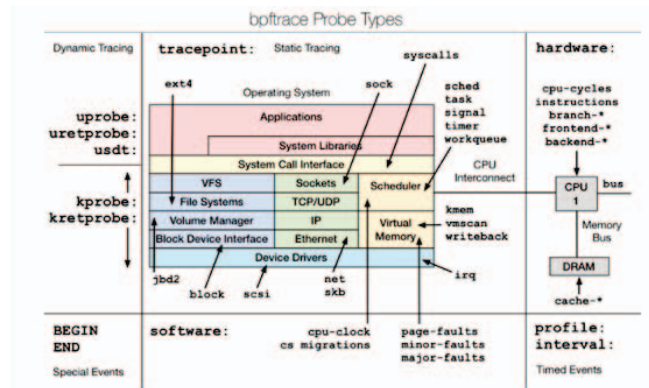 bpftrace Probe Types
Dynamic Tracing
tracepoint: Static Tracing
hardware:
syscalls
ext4
Operating System
sock
sched
task
signal
timer
workqueue
cpu-cycles
instructions
branch-*
frontend-*
backend-*
uprobe:
uretprobe:
usdt:
Applications
System Libraries
System Call Interface
VFS
Sockets
Scheduler
File Systems
TCP/UDP
Volume Manager
IP
Virtual
Memory
Block Device Interface
Ethernet
Device Drivers
CPU
Interconnect
CPU
1
bus
Memory
Bus
DRAM
cache-*
kprobe:
kretprobe:
kmem
vmscan
writeback
jbd2
block
scsi
net
skb
irq
BEGIN
END
Special Events
software:
cpu-clock
cs migrations
page-faults
minor-faults
major-faults
profile:
interval:
Timed Events